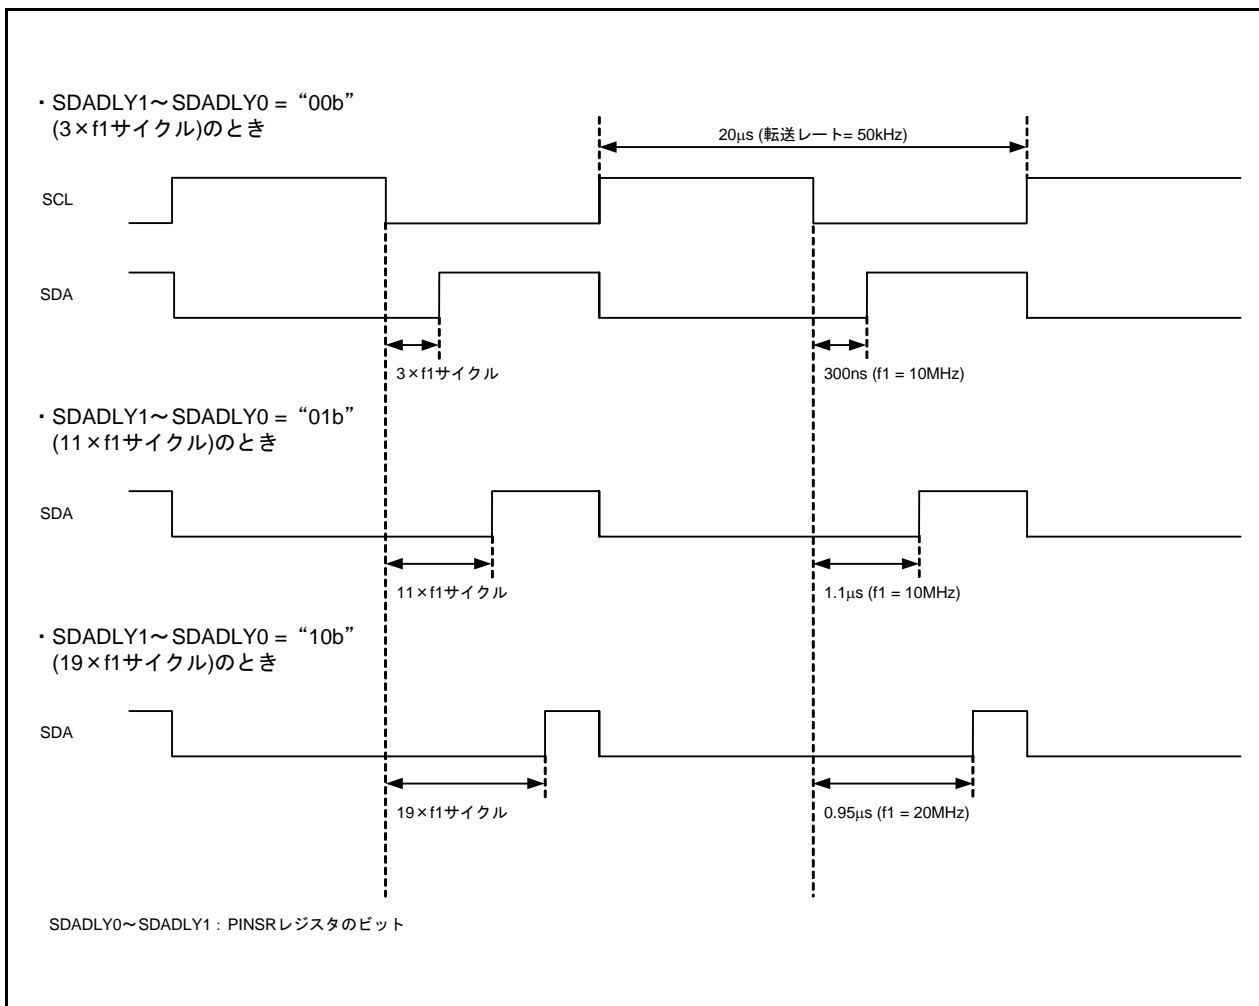 ・SDADLY1～SDADLY0 = “00b”
(3×f1サイクル)のとき
20μs (転送レート= 50kHz)
SCL
SDA
3×f1サイクル
300ns (f1 = 10MHz)
・SDADLY1～SDADLY0 = “01b”
(11×f1サイクル)のとき
SDA
11×f1サイクル
1.1μs (f1 = 10MHz)
・SDADLY1～SDADLY0 = “10b”
(19×f1サイクル)のとき
SDA
19×f1サイクル
0.95μs (f1 = 20MHz)
SDADLY0～SDADLY1 : PINSRレジスタのビット